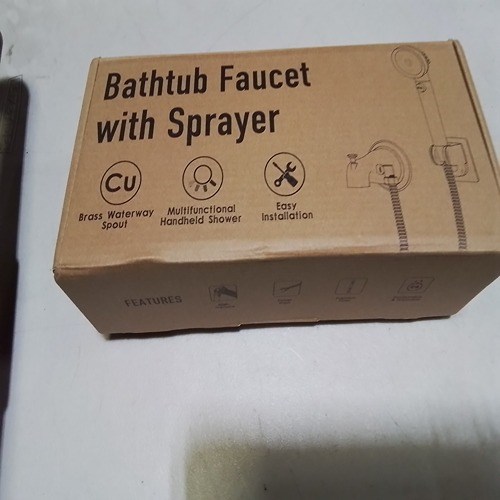 Bathtub Faucet
with Sprayer
Cu
Brass Waterway
Spout
Multifunctional
Handheld Shower
Easy
Installation
FEATURES